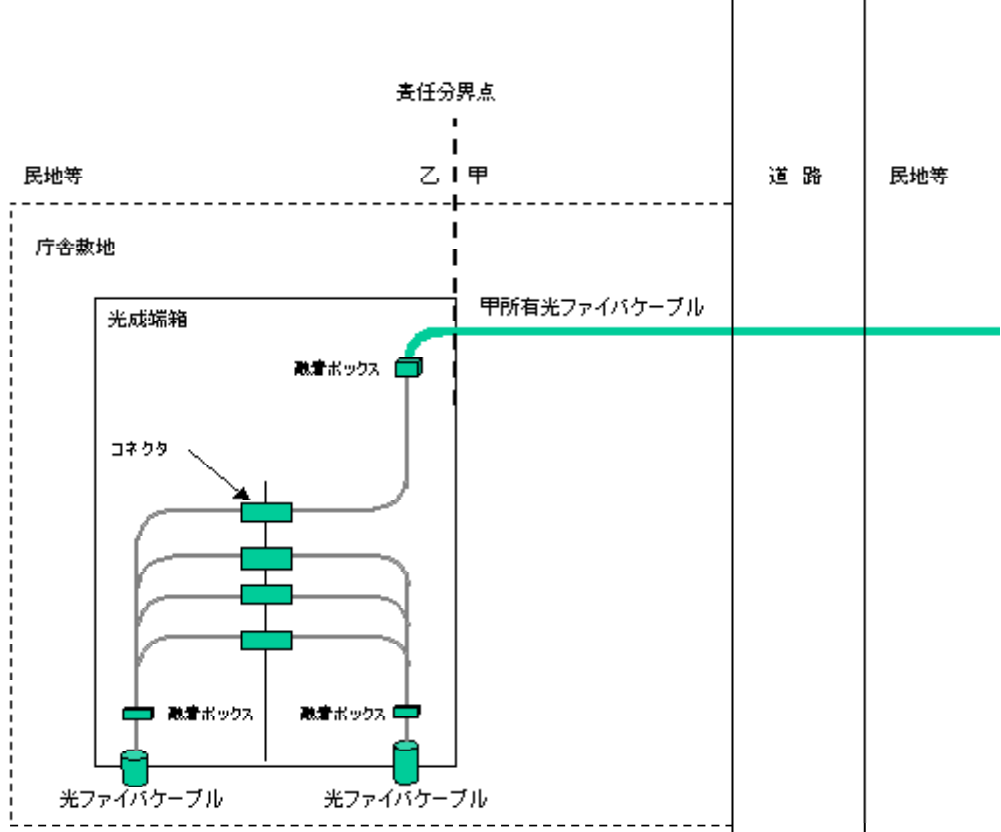 責任分界点
民地等
乙
甲
道 路
民地等
庁舎敷地
甲所有光ファイバケーブル
光成端箱
融着ボックス
コネクタ
融着ボックス
融着ボックス
光ファイバケーブル
光ファイバケーブル